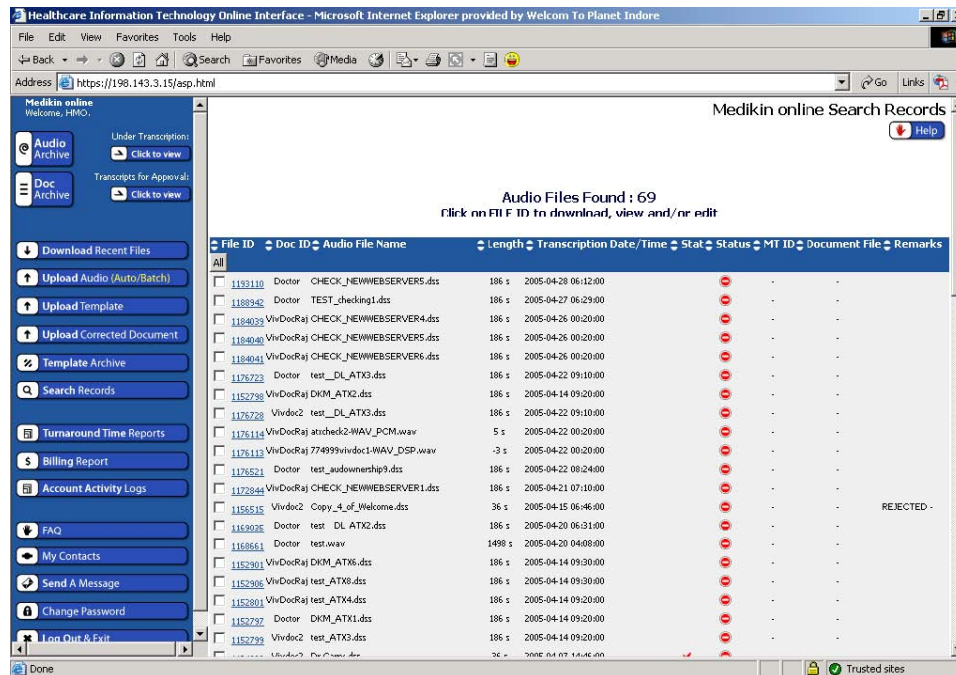 Healthcare Information Technology Online Interface - Microsoft Internet Explorer provided by Welcom To Planet Indore
File Edit View Favorites Tools Help
Back Search Favorites Media
Address https://198.143.3.15/asp.html Go Links
Medikin online
Welcome, HMO.
Audio Archive
Under Transcription:
Click to view
Doc Archive
Transcripts for Approval:
Click to view
Download Recent Files
Upload Audio (Auto/Batch)
Upload Template
Upload Corrected Document
Template Archive
Search Records
Turnaround Time Reports
Billing Report
Account Activity Logs
FAQ
My Contacts
Send A Message
Change Password
Log Out & Exit
Medikin online Search Records
Help
Audio Files Found : 69
Click on FILE ID to download, view and/or edit
File ID Doc ID Audio File Name Length Transcription Date/Time Stat Status MT ID Document File Remarks
All
1193110 Doctor CHECK_NEWWEBSERVER5.dss 186 s 2005-04-28 06:12:00 - -
1188942 Doctor TEST_checking1.dss 186 s 2005-04-27 06:29:00 - -
1184039 VivDocRaj CHECK_NEWWEBSERVER4.dss 186 s 2005-04-26 00:20:00 - -
1184040 VivDocRaj CHECK_NEWWEBSERVER5.dss 186 s 2005-04-26 00:20:00 - -
1184041 VivDocRaj CHECK_NEWWEBSERVER6.dss 186 s 2005-04-26 00:20:00 - -
1176723 Doctor test__DL_ATX3.dss 186 s 2005-04-22 09:10:00 - -
1152798 VivDocRaj DKM_ATX2.dss 186 s 2005-04-14 09:20:00 - -
1176728 Vivdoc2 test__DL_ATX3.dss 186 s 2005-04-22 09:10:00 - -
1176114 VivDocRaj atxcheck2-WAV_PCM.wav 5 s 2005-04-22 00:20:00 - -
1176113 VivDocRaj 774999vivdoc1-WAV_DSP.wav -3 s 2005-04-22 00:20:00 - -
1176521 Doctor test_audownership9.dss 186 s 2005-04-22 08:24:00 - -
1172844 VivDocRaj CHECK_NEWWEBSERVER1.dss 186 s 2005-04-21 07:10:00 - -
1156515 Vivdoc2 Copy_4_of_Welcome.dss 36 s 2005-04-15 06:46:00 - - REJECTED -
1169035 Doctor test DL ATX2.dss 186 s 2005-04-20 06:31:00 - -
1168661 Doctor test.wav 1498 s 2005-04-20 04:08:00 - -
1152901 VivDocRaj DKM_ATX6.dss 186 s 2005-04-14 09:30:00 - -
1152906 VivDocRaj test_ATX8.dss 186 s 2005-04-14 09:30:00 - -
1152801 VivDocRaj test_ATX4.dss 186 s 2005-04-14 09:20:00 - -
1152797 Doctor DKM_ATX1.dss 186 s 2005-04-14 09:20:00 - -
1152799 Vivdoc2 test_ATX3.dss 186 s 2005-04-14 09:20:00 - -
Done Trusted sites